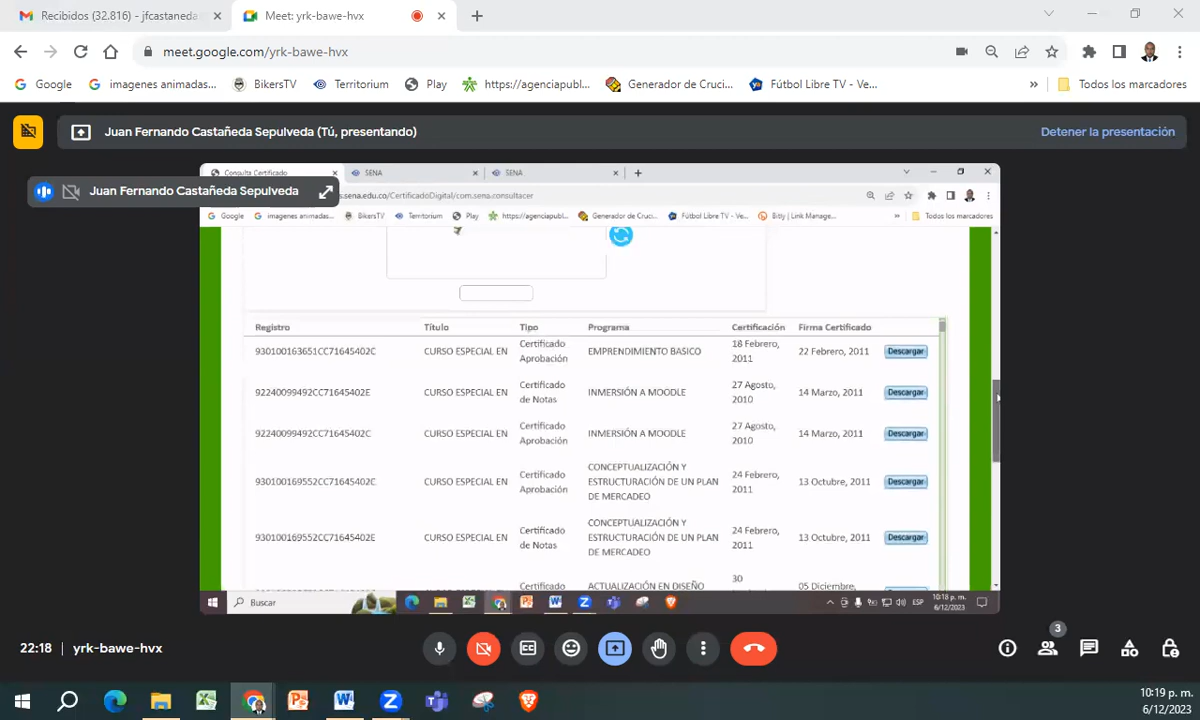 Recibidos (32.816) - jfcastaneda
Meet: yrk-bawe-hvx
meet.google.com/yrk-bawe-hvx
Google
imagenes animadas...
BikersTV
Territorium
Play
https://agenciapubl...
Generador de Cruci...
Fútbol Libre TV - Ve...
»
Todos los marcadores
Juan Fernando Castañeda Sepulveda (Tú, presentando)
Detener la presentación
Consulta Certificado
SENA
SENA
Juan Fernando Castañeda Sepulveda
.sena.edu.co/CertificadoDigital/com.sena.consultacer
Google
imagenes animadas...
BikersTV
Territorium
Play
https://agenciapubl...
Generador de Cruci...
Fútbol Libre TV - Ve...
Bitly | Link Manage...
»
Todos los marcadores
Registro Título Tipo Programa Certificación Firma Certificado
930100163651CC71645402C CURSO ESPECIAL EN Certificado Aprobación EMPRENDIMIENTO BASICO 18 Febrero, 2011 22 Febrero, 2011 Descargar
92240099492CC71645402E CURSO ESPECIAL EN Certificado de Notas INMERSIÓN A MOODLE 27 Agosto, 2010 14 Marzo, 2011 Descargar
92240099492CC71645402C CURSO ESPECIAL EN Certificado Aprobación INMERSIÓN A MOODLE 27 Agosto, 2010 14 Marzo, 2011 Descargar
930100169552CC71645402C CURSO ESPECIAL EN Certificado Aprobación CONCEPTUALIZACIÓN Y ESTRUCTURACIÓN DE UN PLAN DE MERCADEO 24 Febrero, 2011 13 Octubre, 2011 Descargar
930100169552CC71645402E CURSO ESPECIAL EN Certificado de Notas CONCEPTUALIZACIÓN Y ESTRUCTURACIÓN DE UN PLAN DE MERCADEO 24 Febrero, 2011 13 Octubre, 2011 Descargar
Certificado ACTUALIZACIÓN EN DISEÑO 30 05 Diciembre,
Buscar
ESP
10:18 p. m.
6/12/2023
22:18 | yrk-bawe-hvx
3
10:19 p. m.
6/12/2023